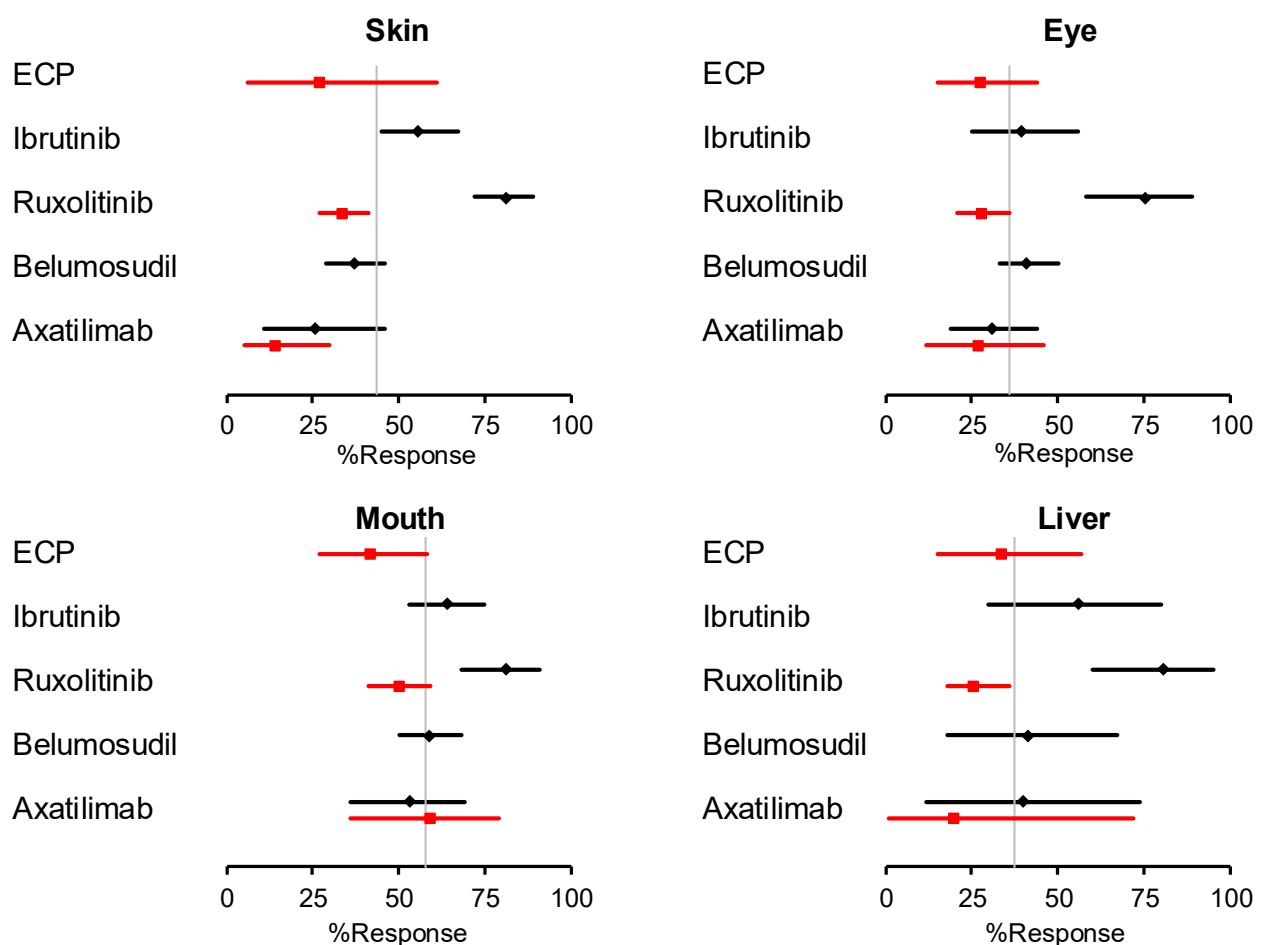 Skin
ECP
Ibrutinib
Ruxolitinib
Belumosudil
Axatilimab
0 25 50 75 100
%Response
Eye
ECP
Ibrutinib
Ruxolitinib
Belumosudil
Axatilimab
0 25 50 75 100
%Response
Mouth
ECP
Ibrutinib
Ruxolitinib
Belumosudil
Axatilimab
0 25 50 75 100
%Response
Liver
ECP
Ibrutinib
Ruxolitinib
Belumosudil
Axatilimab
0 25 50 75 100
%Response